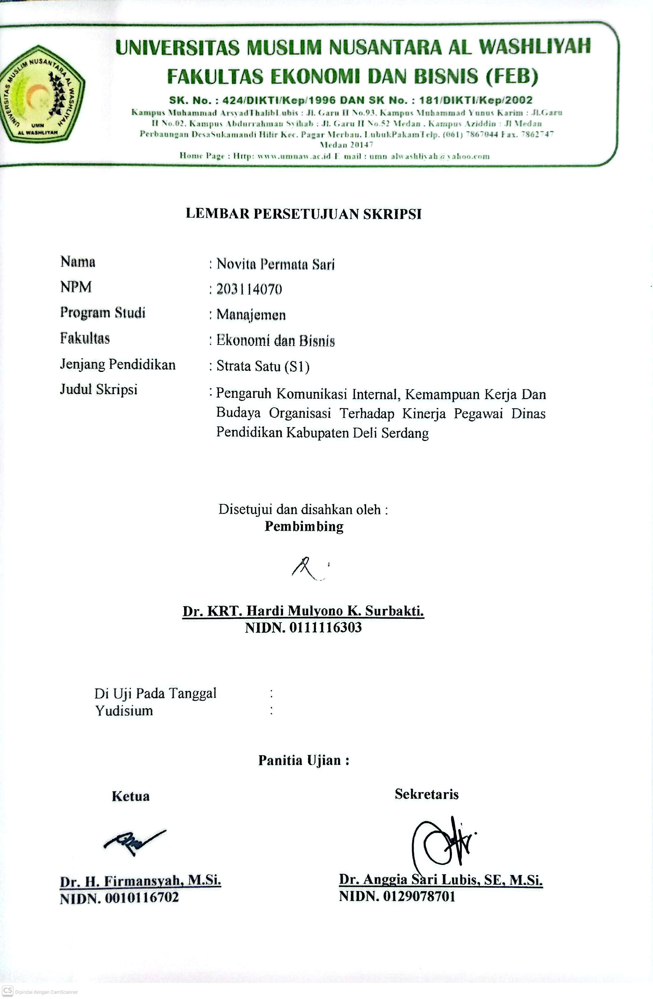 UNIVERSITAS MUSLIM NUSANTARA AL WASHLIYAH
FAKULTAS EKONOMI DAN BISNIS (FEB)
SK. No. : 424/DIKTI/Kep/1996 DAN SK No. : 181/DIKTI/Kep/2002
Kampus Muhammad ArsyadThalibLubis : Jl. Garu II No.93, Kampus Muhammad Yunus Karim : Jl.Garu
II No.02, Kampus Abdurrahman Syihab : Jl. Garu II No.52 Medan . Kampus Aziddin : Jl Medan
Perbaungan DesaSukamandi Hilir Kec. Pagar Merbau, LubukPakamTelp. (061) 7867044 Fax. 7862747
Medan 20147
Home Page : Http: www.umnaw.ac.id E mail : umn alwashliyah@yahoo.com
UNIVERSITAS MUSLIM NUSANTARA AL WASHLIYAH
UMN
AL WASHLIYAH
LEMBAR PERSETUJUAN SKRIPSI
Nama : Novita Permata Sari
NPM : 203114070
Program Studi : Manajemen
Fakultas : Ekonomi dan Bisnis
Jenjang Pendidikan : Strata Satu (S1)
Judul Skripsi : Pengaruh Komunikasi Internal, Kemampuan Kerja Dan
Budaya Organisasi Terhadap Kinerja Pegawai Dinas
Pendidikan Kabupaten Deli Serdang
Disetujui dan disahkan oleh :
Pembimbing
Dr. KRT. Hardi Mulyono K. Surbakti.
NIDN. 0111116303
Di Uji Pada Tanggal :
Yudisium :
Panitia Ujian :
Ketua Sekretaris
Dr. H. Firmansyah, M.Si. Dr. Anggia Sari Lubis, SE, M.Si.
NIDN. 0010116702 NIDN. 0129078701
CS Dipindai dengan CamScanner